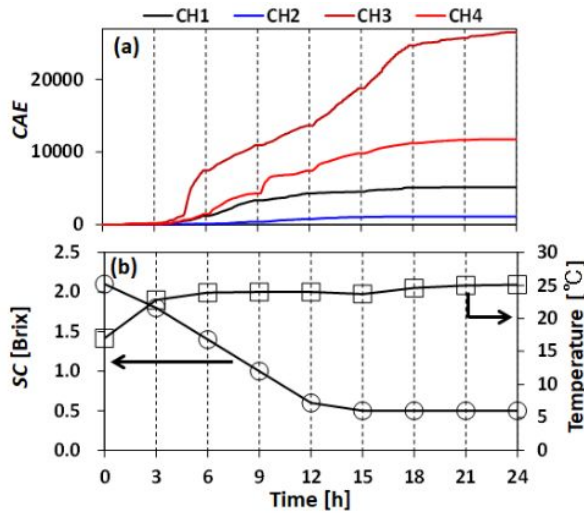 CH1 CH2 CH3 CH4
(a)
CAE
20000
10000
0
(b)
SC [Brix]
2.5
2.0
1.5
1.0
0.5
0.0
30
25
20
15
10
5
0
Temperature [℃]
0 3 6 9 12 15 18 21 24
Time [h]